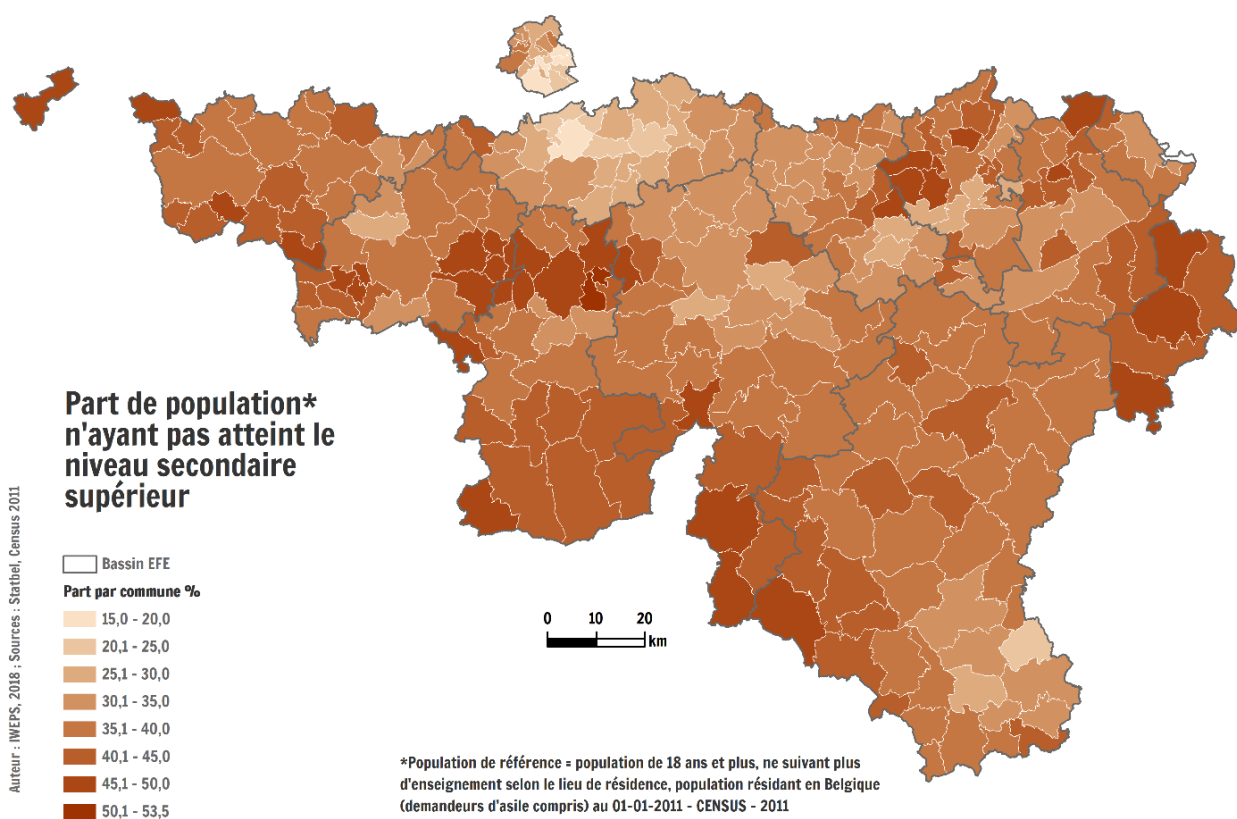 Part de population*
n'ayant pas atteint le
niveau secondaire
supérieur
Bassin EFE
Part par commune %
15,0 - 20,0
20,1 - 25,0
25,1 - 30,0
30,1 - 35,0
35,1 - 40,0
40,1 - 45,0
45,1 - 50,0
50,1 - 53,5
Auteur : IWEPS, 2018 ; Sources : Statbel, Census 2011
0 10 20
km
*Population de référence = population de 18 ans et plus, ne suivant plus
d'enseignement selon le lieu de résidence, population résidant en Belgique
(demandeurs d'asile compris) au 01-01-2011 - CENSUS - 2011